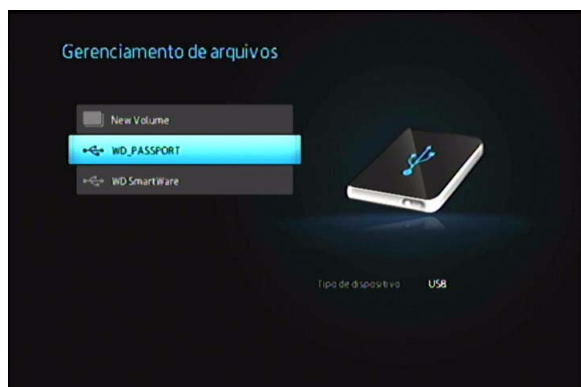 Gerenciamento de arquivos
New Volume
WD_PASSPORT
WD SmartWare
Tipo de dispositivo USB